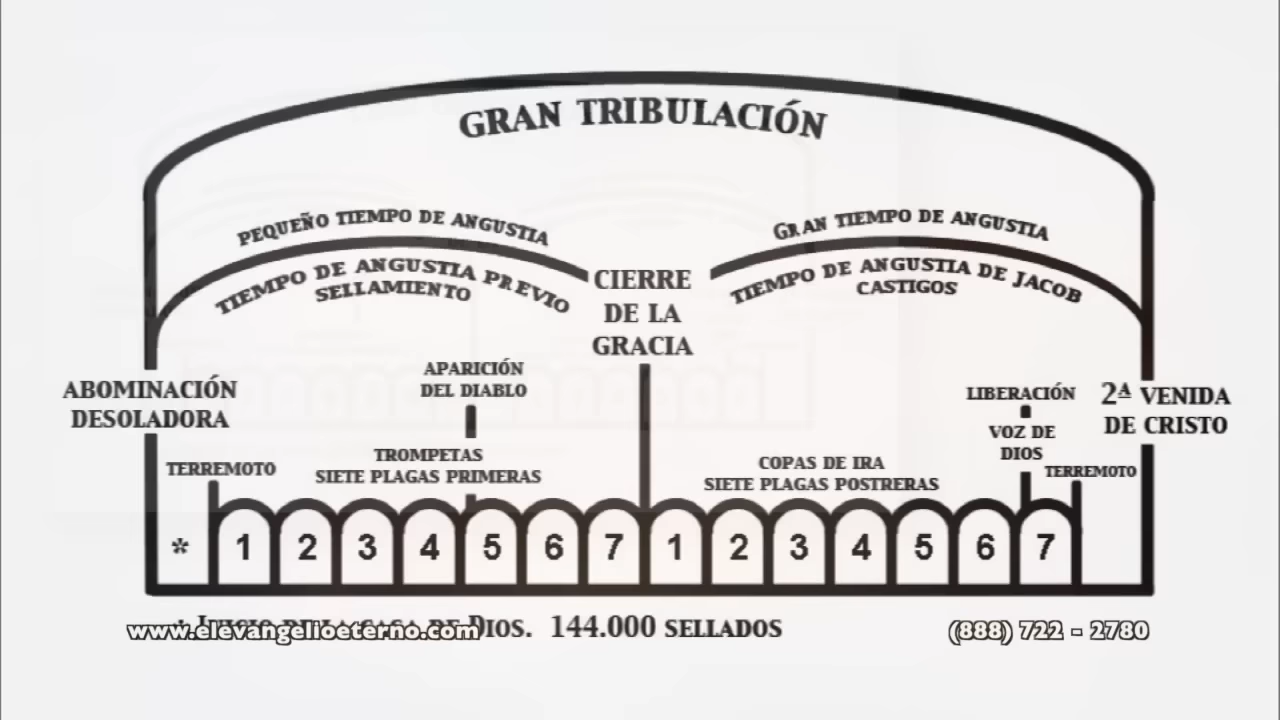 GRAN TRIBULACIÓN
PEQUEÑO TIEMPO DE ANGUSTIA
TIEMPO DE ANGUSTIA PREVIO
SELLAMIENTO
GRAN TIEMPO DE ANGUSTIA
TIEMPO DE ANGUSTIA DE JACOB
CASTIGOS
CIERRE
DE LA
GRACIA
ABOMINACIÓN
DESOLADORA
APARICIÓN
DEL DIABLO
LIBERACIÓN
2ª VENIDA
DE CRISTO
VOZ DE
DIOS
TERREMOTO
TROMPETAS
SIETE PLAGAS PRIMERAS
COPAS DE IRA
SIETE PLAGAS POSTRERAS
TERREMOTO
* 1 2 3 4 5 6 7 1 2 3 4 5 6 7
DIOS. 144.000 SELLADOS
www.elevangelioeterno.com
(888) 722 - 2780